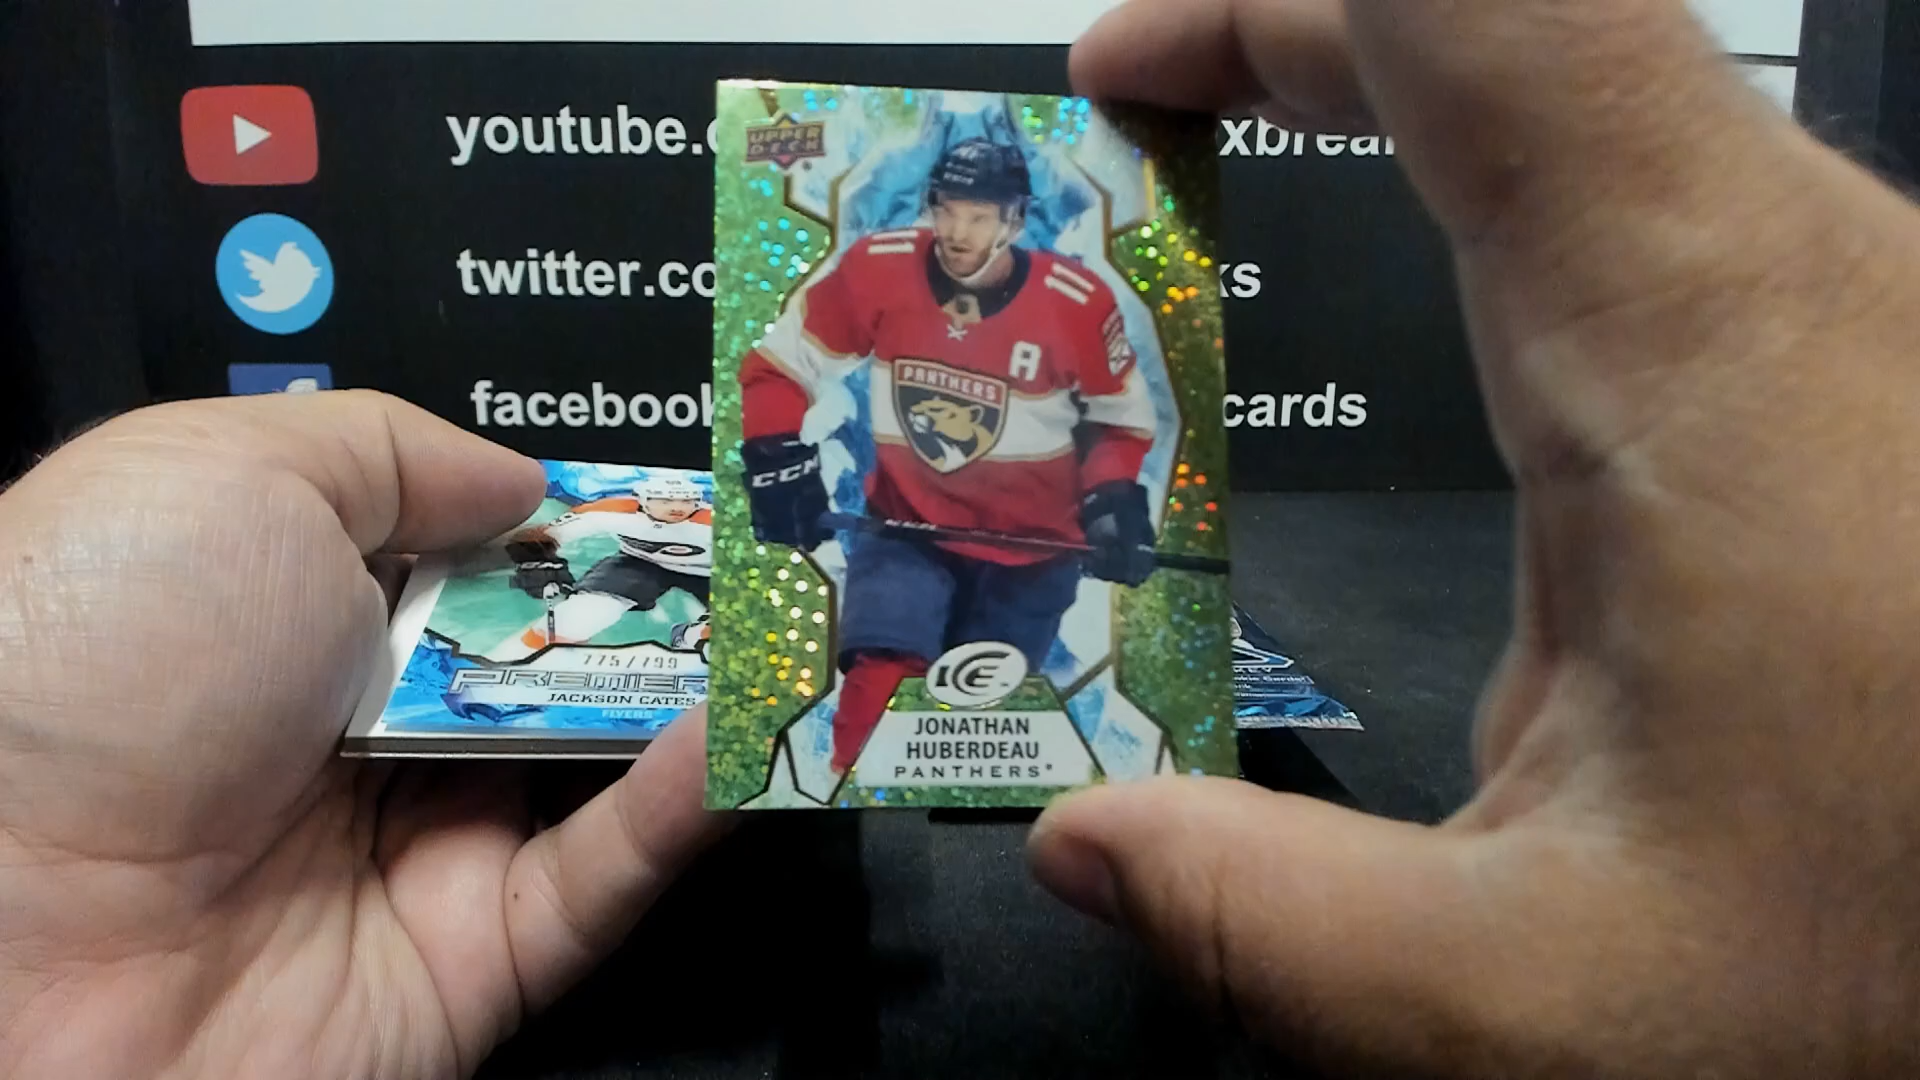 youtube.c
xbreak
twitter.co
ks
facebook
cards
UPPER
DECK
11
11
A
PANTHERS
CCM
ICE
JONATHAN
HUBERDEAU
PANTHERS
775/799
PREMIER
JACKSON CATES
FLYERS